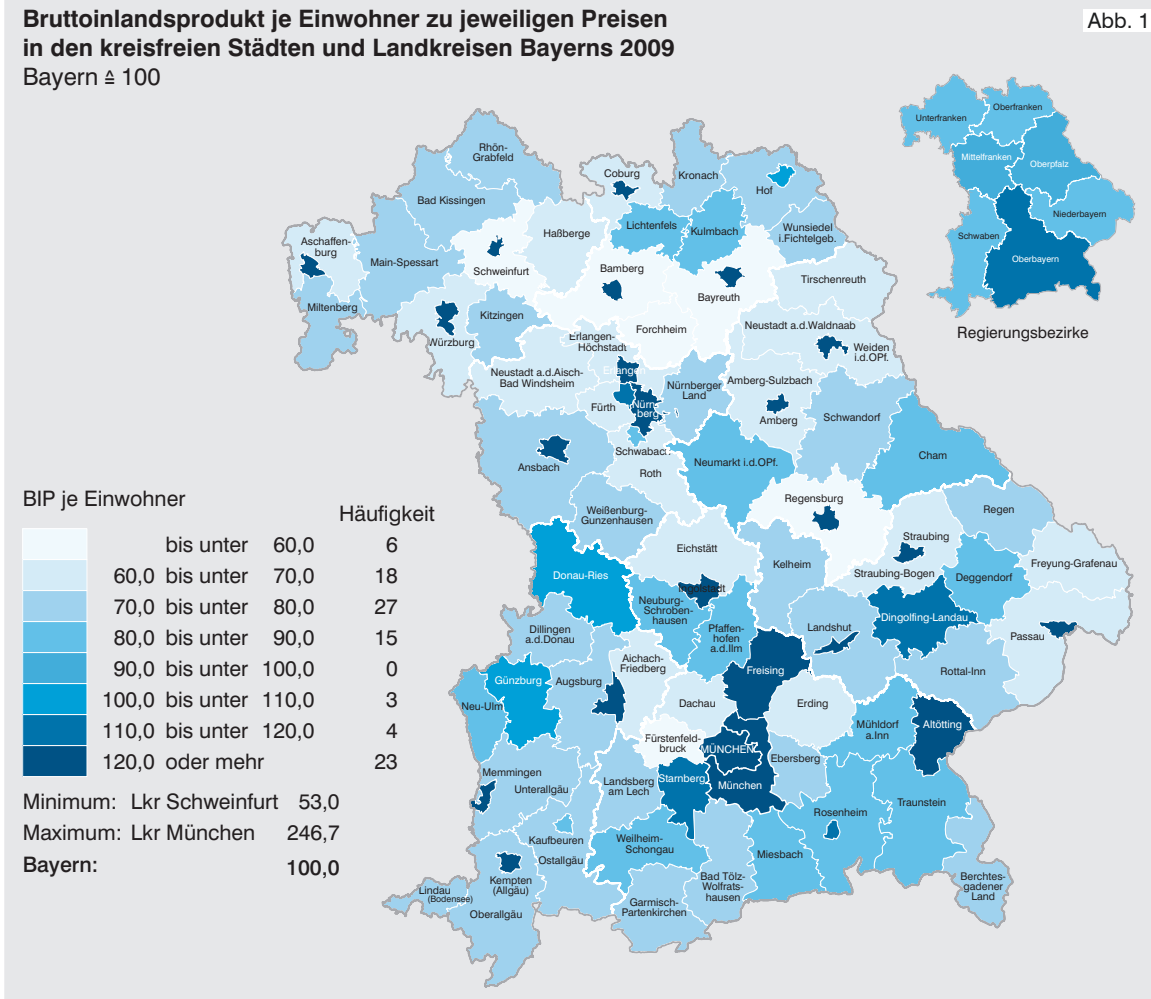 Bruttoinlandsprodukt je Einwohner zu jeweiligen Preisen
in den kreisfreien Städten und Landkreisen Bayerns 2009
Bayern ≙ 100
Abb. 1
Unterfranken
Oberfranken
Mittelfranken
Oberpfalz
Niederbayern
Schwaben
Oberbayern
Regierungsbezirke
Rhön-
Grabfeld
Bad Kissingen
Coburg
Kronach
Hof
Lichtenfels
Kulmbach
Wunsiedel
i.Fichtelgeb.
Haßberge
Aschaffen-
burg
Main-Spessart
Schweinfurt
Bamberg
Bayreuth
Tirschenreuth
Miltenberg
Kitzingen
Würzburg
Forchheim
Erlangen-
Höchstadt
Neustadt a.d.Waldnaab
Weiden
i.d.OPf.
Neustadt a.d.Aisch-
Bad Windsheim
Erlangen
Fürth
Nürn-
berg
Nürnberger
Land
Amberg-Sulzbach
Amberg
Schwandorf
Ansbach
Schwabach
Roth
Neumarkt i.d.OPf.
Cham
Weißenburg-
Gunzenhausen
Regensburg
Regen
Eichstätt
Straubing
Straubing-Bogen
Deggendorf
Freyung-Grafenau
Kelheim
Donau-Ries
Ingolstadt
Neuburg-
Schroben-
hausen
Pfaffen-
hofen
a.d.Ilm
Landshut
Dingolfing-Landau
Passau
Rottal-Inn
Dillingen
a.d.Donau
Aichach-
Friedberg
Freising
Günzburg
Augsburg
Neu-Ulm
Dachau
Erding
Mühldorf
a.Inn
Altötting
Fürstenfeld-
bruck
MÜNCHEN
München
Ebersberg
Starnberg
Landsberg
am Lech
Memmingen
Unterallgäu
Traunstein
Rosenheim
Kaufbeuren
Ostallgäu
Weilheim-
Schongau
Miesbach
Bad Tölz-
Wolfrats-
hausen
Berchtes-
gadener
Land
Kempten
(Allgäu)
Lindau
(Bodensee)
Oberallgäu
Garmisch-
Partenkirchen
BIP je Einwohner
Häufigkeit
bis unter 60,0 6
60,0 bis unter 70,0 18
70,0 bis unter 80,0 27
80,0 bis unter 90,0 15
90,0 bis unter 100,0 0
100,0 bis unter 110,0 3
110,0 bis unter 120,0 4
120,0 oder mehr 23
Minimum: Lkr Schweinfurt 53,0
Maximum: Lkr München 246,7
Bayern: 100,0